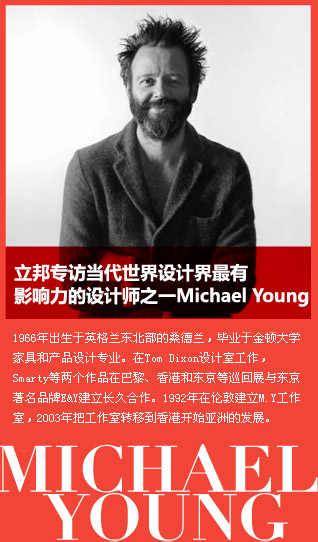 立邦专访当代世界设计界最有
影响力的设计师之一Michael Young
1966年出生于英格兰东北部的桑德兰，毕业于金顿大学
家具和产品设计专业。在Tom Dixon设计室工作，
Smarty等两个作品在巴黎、香港和东京等巡回展与东京
著名品牌E&Y建立长久合作。1992年在伦敦建立M.Y工作
室，2003年把工作室转移到香港开始亚洲的发展。
MICHAEL
YOUNG